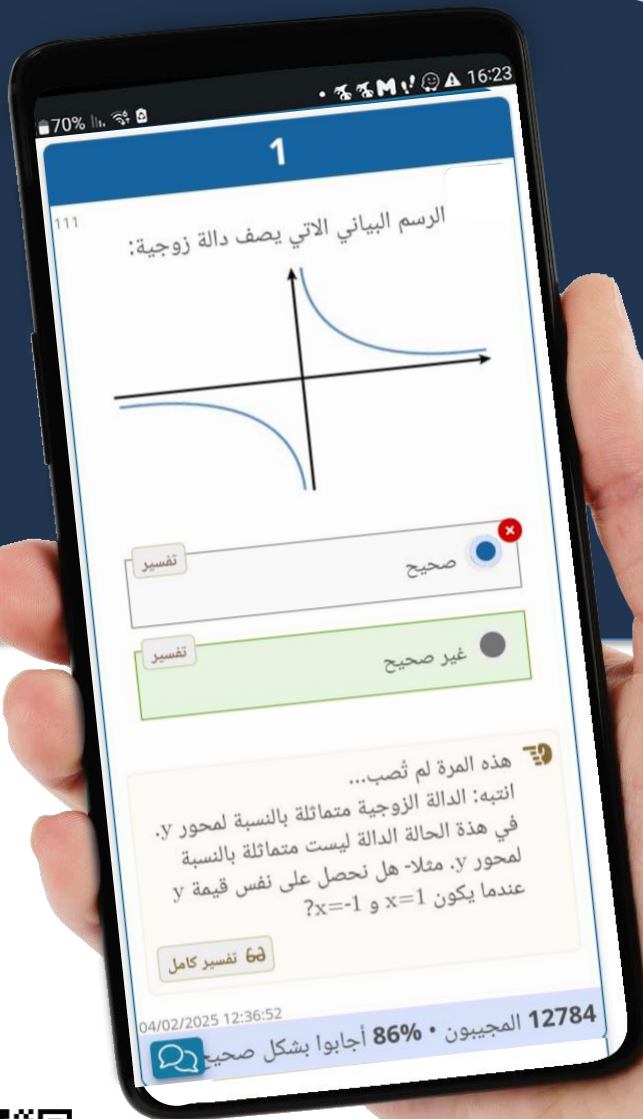 70% 16:23
1
111
الرسم البياني الاتي يصف دالة زوجية:
صحيح
تفسير
غير صحيح
تفسير
هذه المرة لم تُصب...
انتبه: الدالة الزوجية متماثلة بالنسبة لمحور y.
في هذة الحالة الدالة ليست متماثلة بالنسبة
لمحور y. مثلا- هل نحصل على نفس قيمة y
عندما يكون x=1 و x=-1?
تفسير كامل
04/02/2025 12:36:52
12784 المجيبون • 86% أجابوا بشكل صحيح